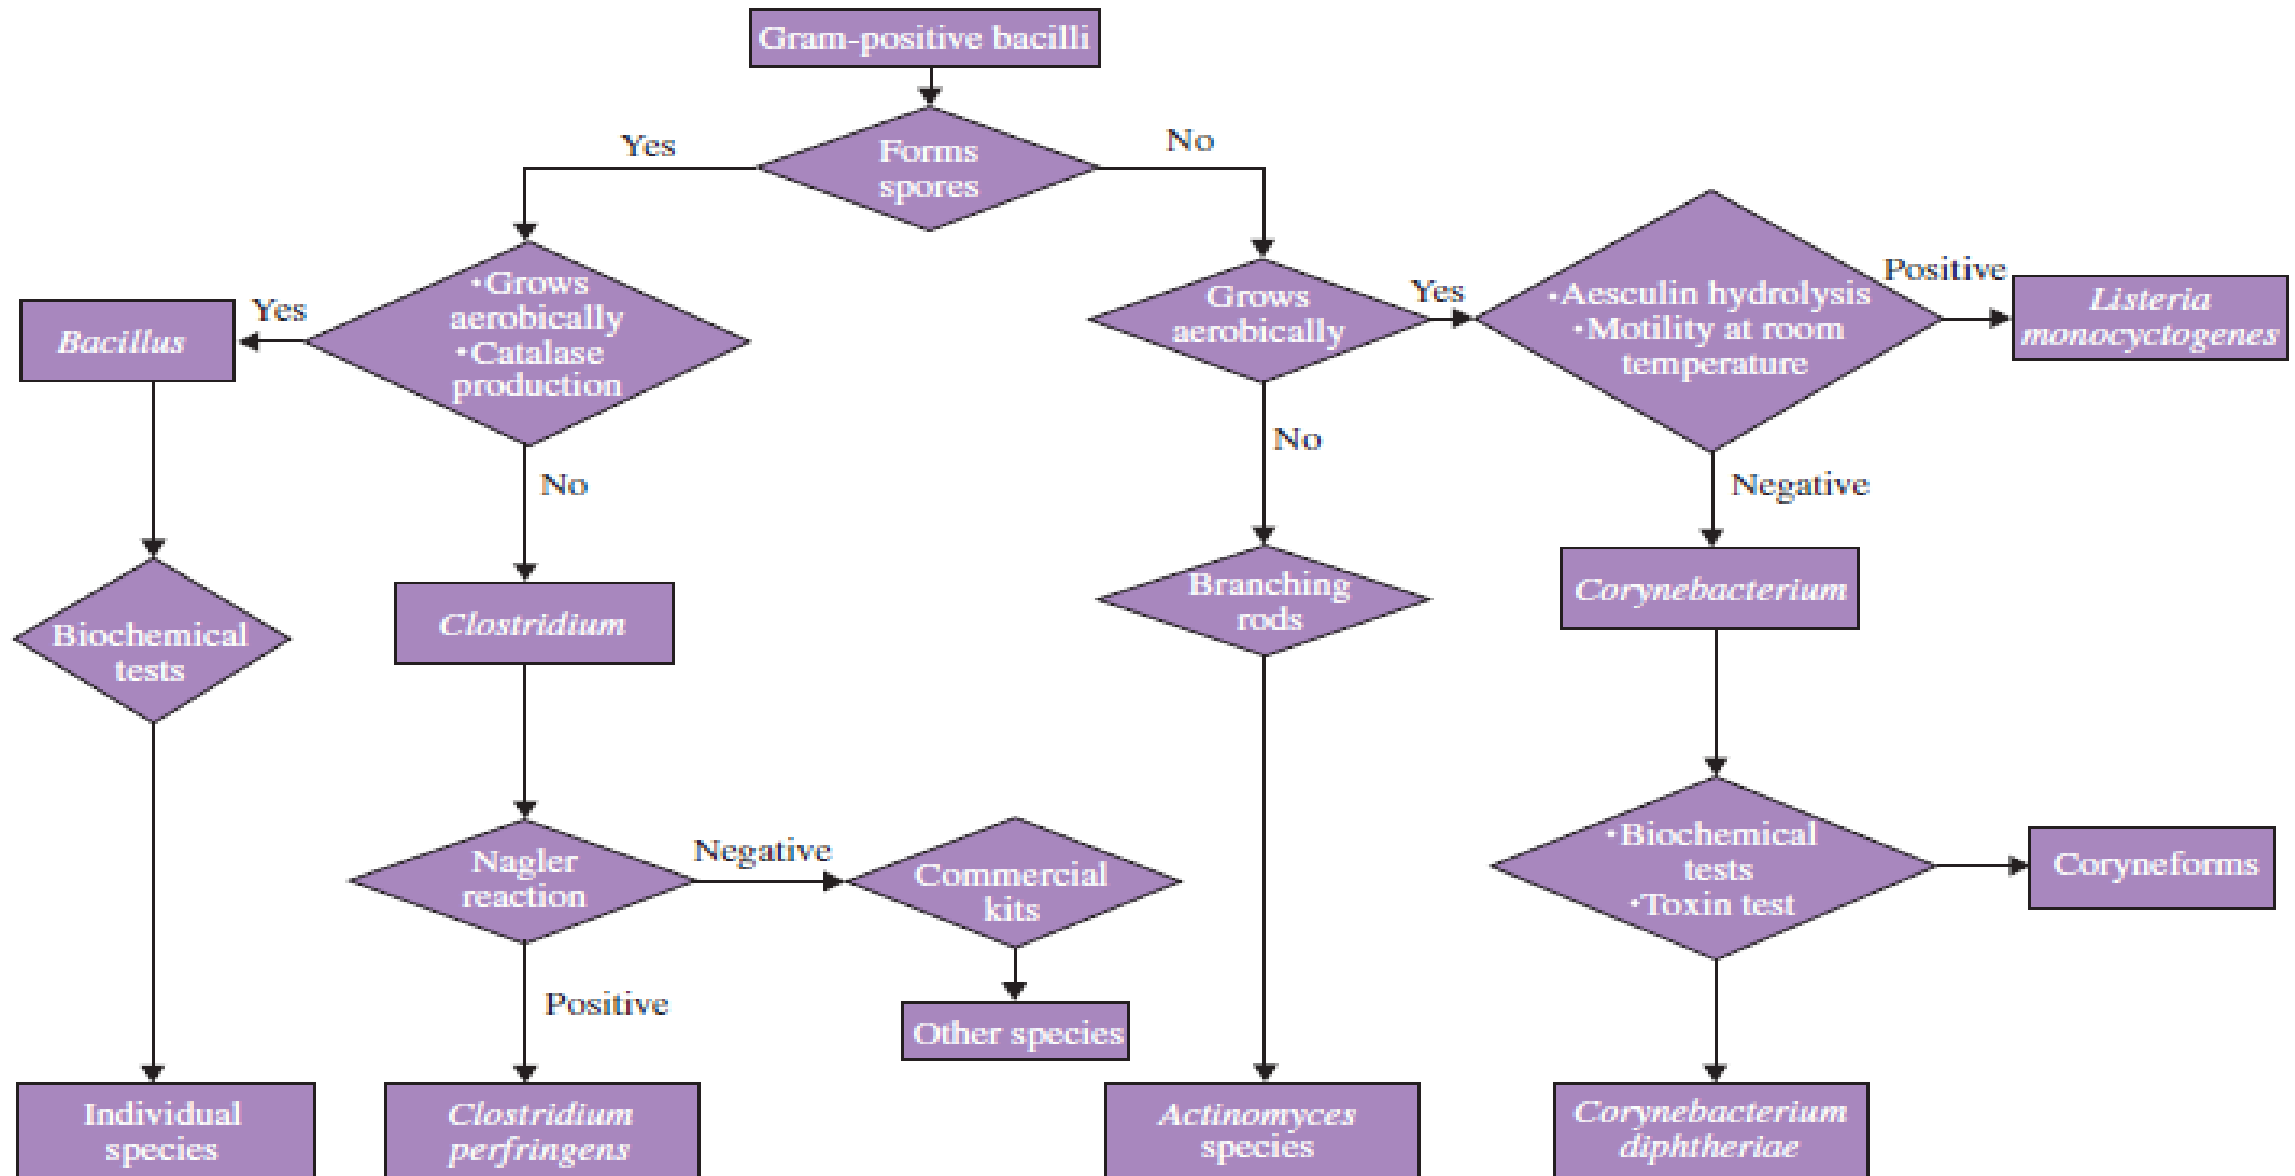 Gram-positive bacilli
Yes
No
Forms
spores
•Grows
aerobically
•Catalase
production
Yes
Bacillus
Grows
aerobically
Yes
•Aesculin hydrolysis
•Motility at room
temperature
Positive
Listeria
monocyctogenes
No
No
Negative
Biochemical
tests
Clostridium
Branching
rods
Corynebacterium
Nagler
reaction
Negative
Commercial
kits
•Biochemical
tests
•Toxin test
Coryneforms
Positive
Other species
Individual
species
Clostridium
perfringens
Actinomyces
species
Corynebacterium
diphtheriae